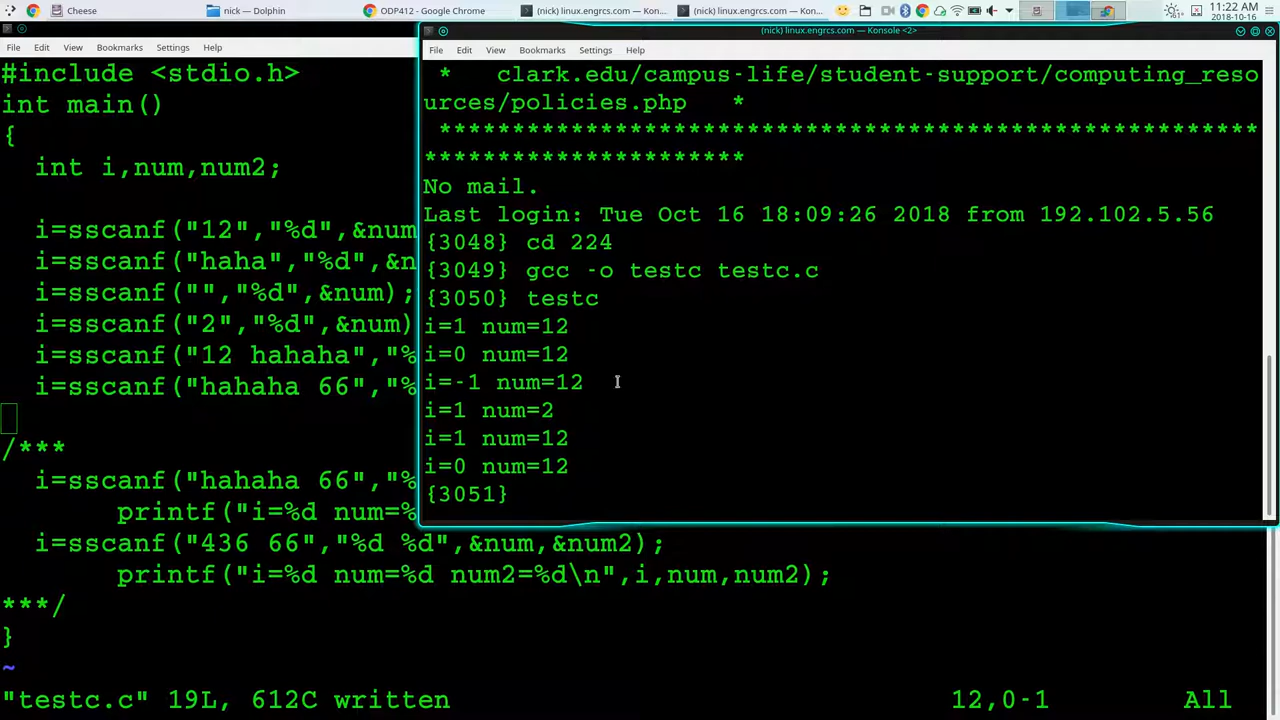 Cheese
nick — Dolphin
ODP412 - Google Chrome
(nick) linux.engrcs.com — Kon...
(nick) linux.engrcs.com — Kon...
11:22 AM
2018-10-16
File Edit View Bookmarks Settings Help
#include <stdio.h>
int main()
{
int i,num,num2;
i=sscanf("12","%d",&num
i=sscanf("haha","%d",&n
i=sscanf("","%d",&num);
i=sscanf("2","%d",&num)
i=sscanf("12 hahaha","%
i=sscanf("hahaha 66","%
/***
i=sscanf("hahaha 66","%
printf("i=%d num=%
i=sscanf("436 66","%d %d",&num,&num2);
printf("i=%d num=%d num2=%d\n",i,num,num2);
***/
}
~
"testc.c" 19L, 612C written 12,0-1 All
(nick) linux.engrcs.com — Konsole <2>
File Edit View Bookmarks Settings Help
* clark.edu/campus-life/student-support/computing_reso
urces/policies.php *
********************************************************
**********************
No mail.
Last login: Tue Oct 16 18:09:26 2018 from 192.102.5.56
{3048} cd 224
{3049} gcc -o testc testc.c
{3050} testc
i=1 num=12
i=0 num=12
i=-1 num=12
i=1 num=2
i=1 num=12
i=0 num=12
{3051}